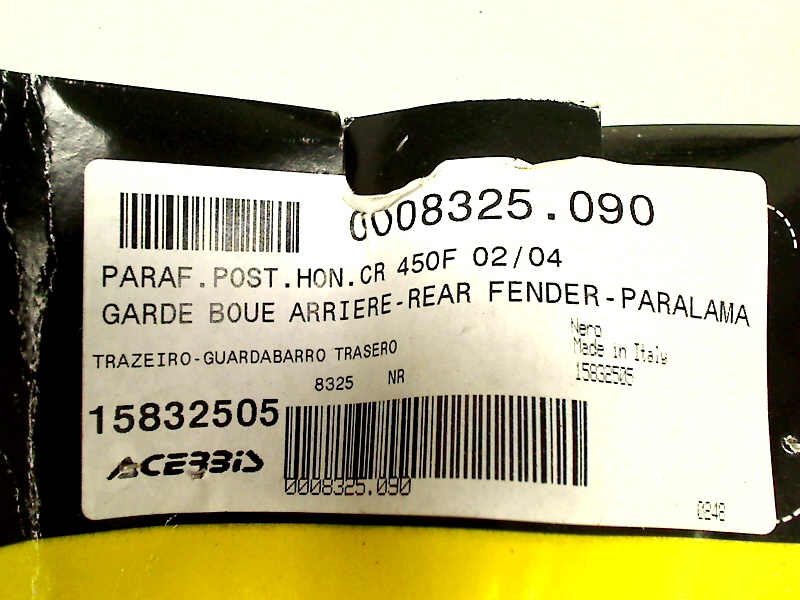 0008325.090
PARAF.POST.HON.CR 450F 02/04
GARDE BOUE ARRIERE-REAR FENDER-PARALAMA
TRAZEIRO-GUARDABARRO TRASERO
Nero
Made in Italy
15832505
8325 NR
15832505
ACERBIS
0008325.090
0248